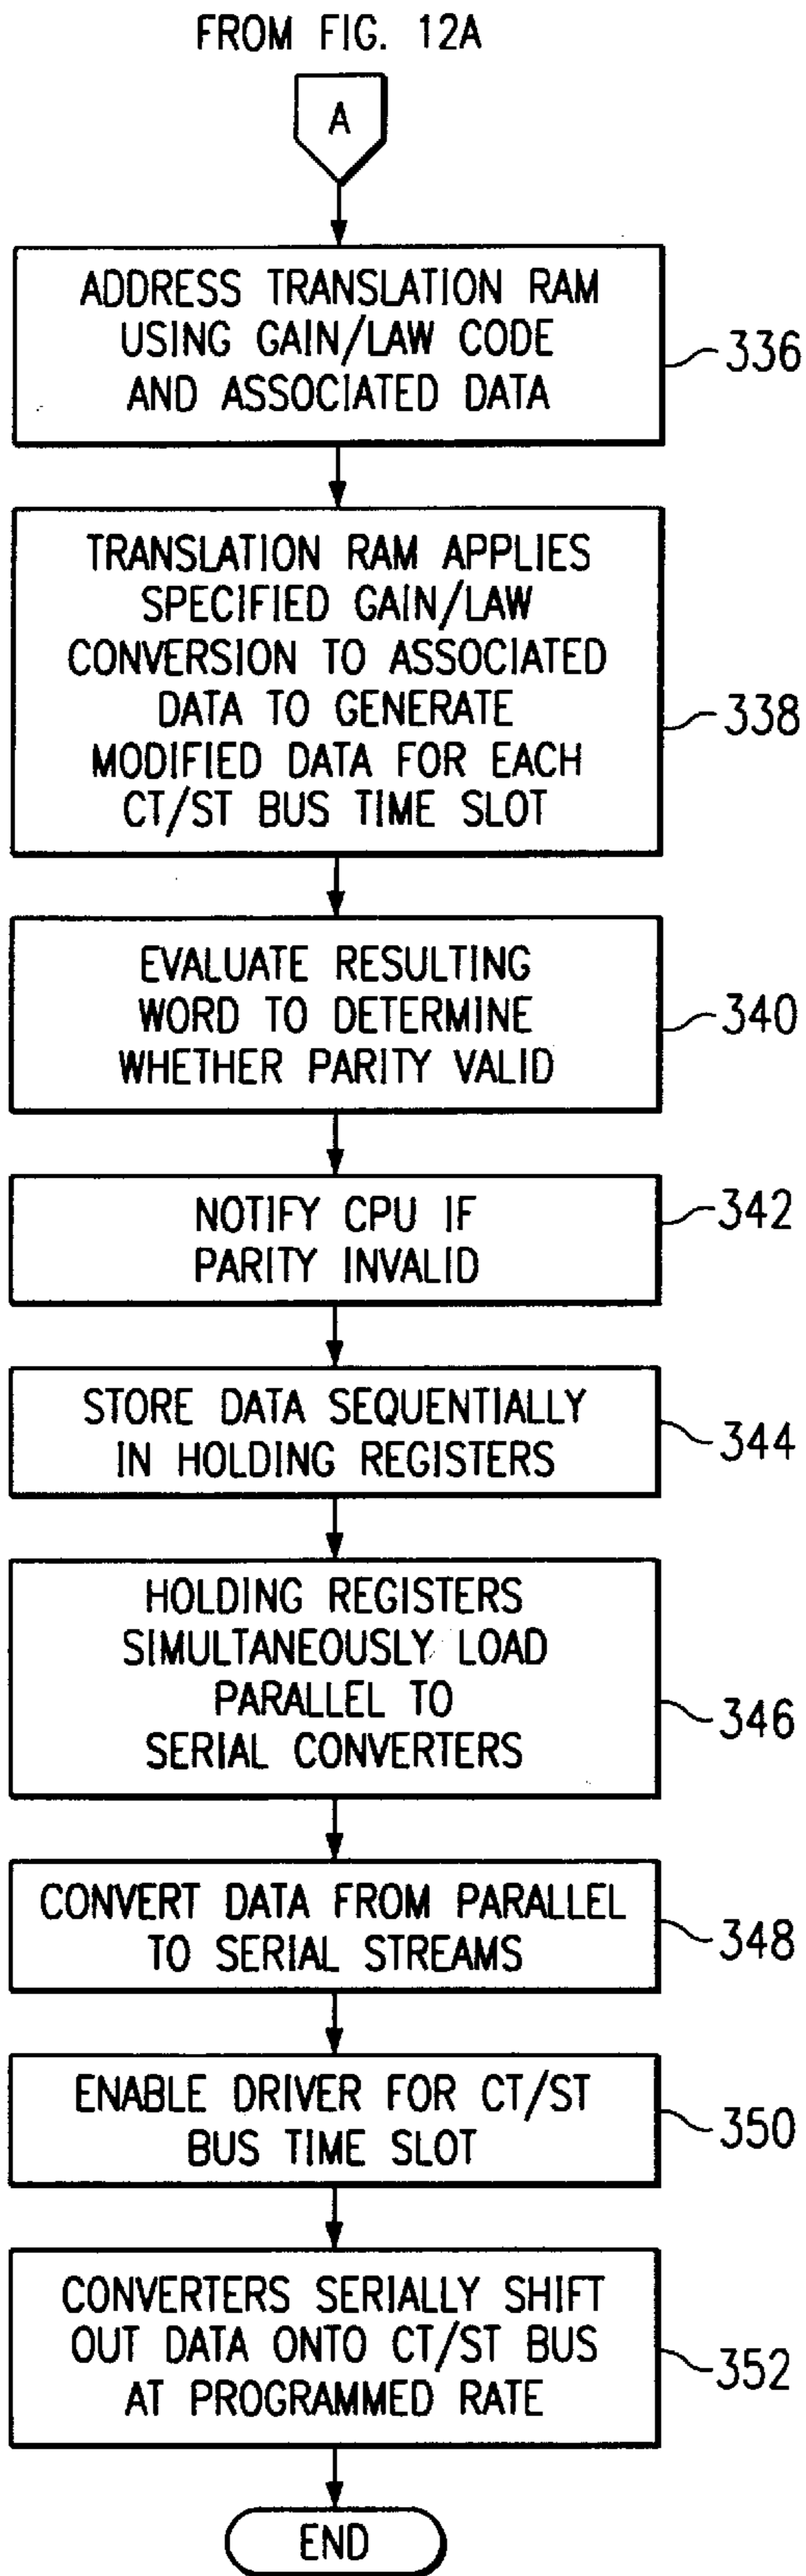 FROM FIG. 12A
A
ADDRESS TRANSLATION RAM
USING GAIN/LAW CODE
AND ASSOCIATED DATA
336
TRANSLATION RAM APPLIES
SPECIFIED GAIN/LAW
CONVERSION TO ASSOCIATED
DATA TO GENERATE
MODIFIED DATA FOR EACH
CT/ST BUS TIME SLOT
338
EVALUATE RESULTING
WORD TO DETERMINE
WHETHER PARITY VALID
340
NOTIFY CPU IF
PARITY INVALID
342
STORE DATA SEQUENTIALLY
IN HOLDING REGISTERS
344
HOLDING REGISTERS
SIMULTANEOUSLY LOAD
PARALLEL TO
SERIAL CONVERTERS
346
CONVERT DATA FROM PARALLEL
TO SERIAL STREAMS
348
ENABLE DRIVER FOR CT/ST
BUS TIME SLOT
350
CONVERTERS SERIALLY SHIFT
OUT DATA ONTO CT/ST BUS
AT PROGRAMMED RATE
352
END